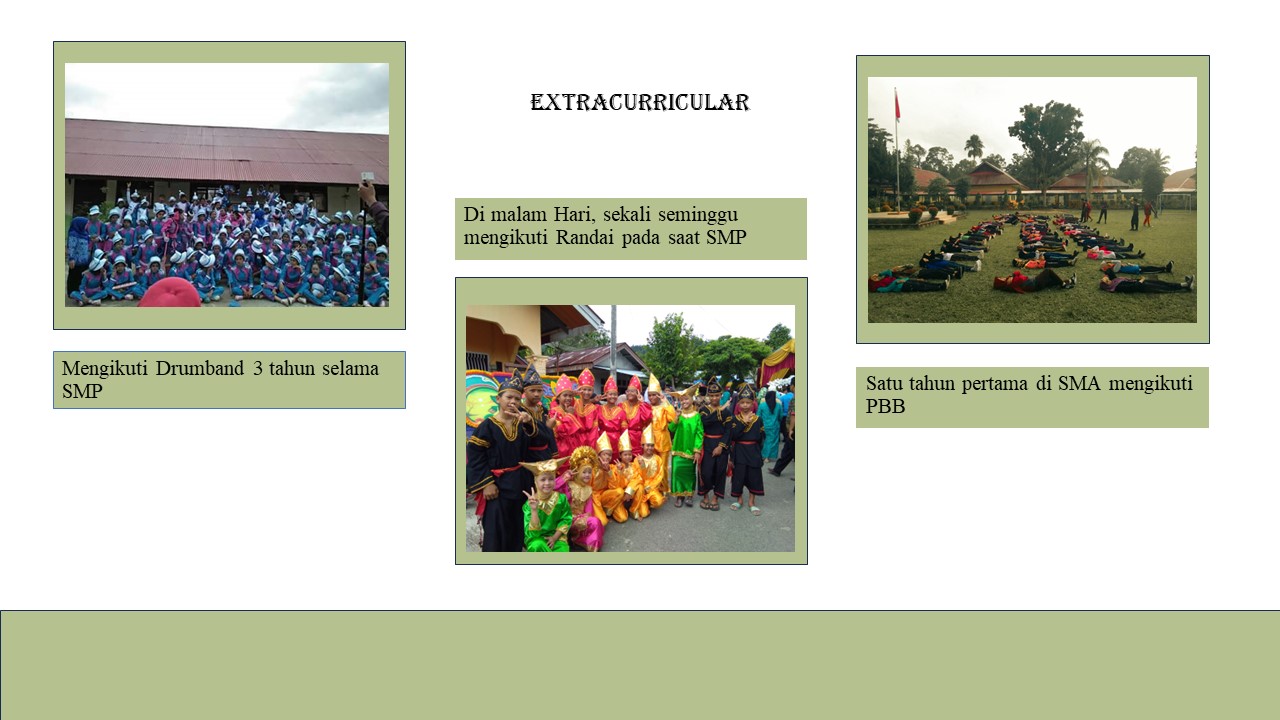 EXTRACURRICULAR
Mengikuti Drumband 3 tahun selama
SMP
Di malam Hari, sekali seminggu
mengikuti Randai pada saat SMP
Satu tahun pertama di SMA mengikuti
PBB